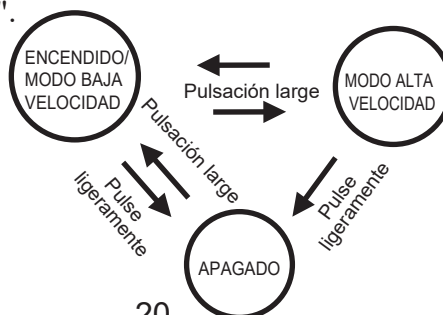 ".
ENCENDIDO/
MODO BAJA
VELOCIDAD
Pulsación large
MODO ALTA
VELOCIDAD
Pulsación large
Pulse
ligeramente
Pulse
ligeramente
APAGADO
20